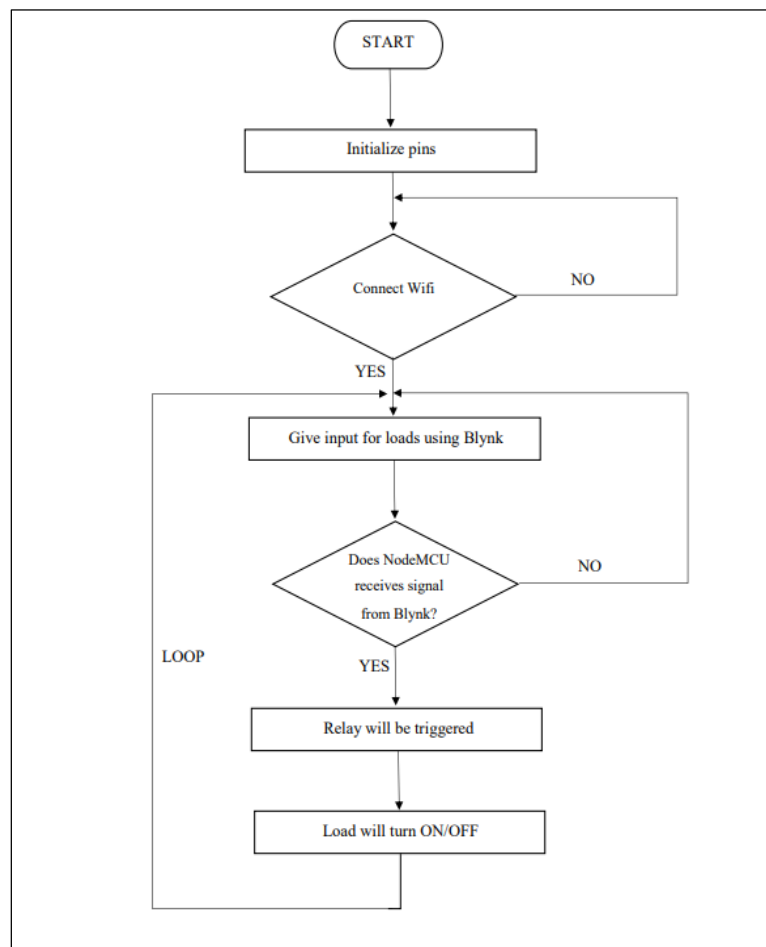 START
Initialize pins
Connect Wifi
NO
YES
Give input for loads using Blynk
Does NodeMCU
receives signal
from Blynk?
NO
YES
LOOP
Relay will be triggered
Load will turn ON/OFF